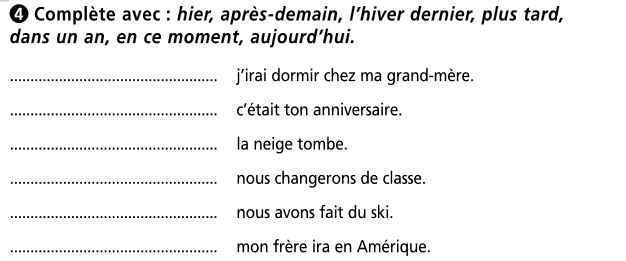 4 Complète avec : hier, après-demain, l'hiver dernier, plus tard,
dans un an, en ce moment, aujourd'hui.
................................................... j'irai dormir chez ma grand-mère.
................................................... c'était ton anniversaire.
................................................... la neige tombe.
................................................... nous changerons de classe.
................................................... nous avons fait du ski.
................................................... mon frère ira en Amérique.